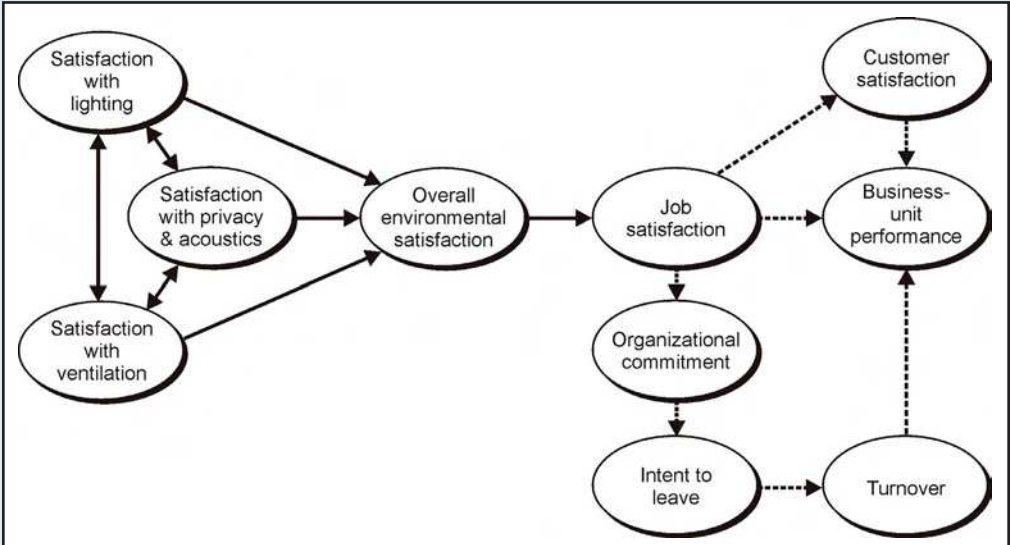 Satisfaction
with
lighting
Customer
satisfaction
Satisfaction
with privacy
& acoustics
Overall
environmental
satisfaction
Job
satisfaction
Business-
unit
performance
Satisfaction
with
ventilation
Organizational
commitment
Intent to
leave
Turnover